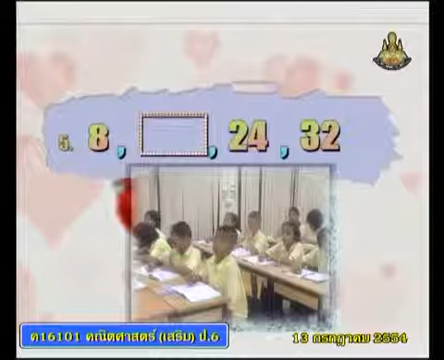 5. 8 , , 24 , 32
ค16101 คณิตศาสตร์ (เสริม) ป.6
13 กรกฎาคม 2554